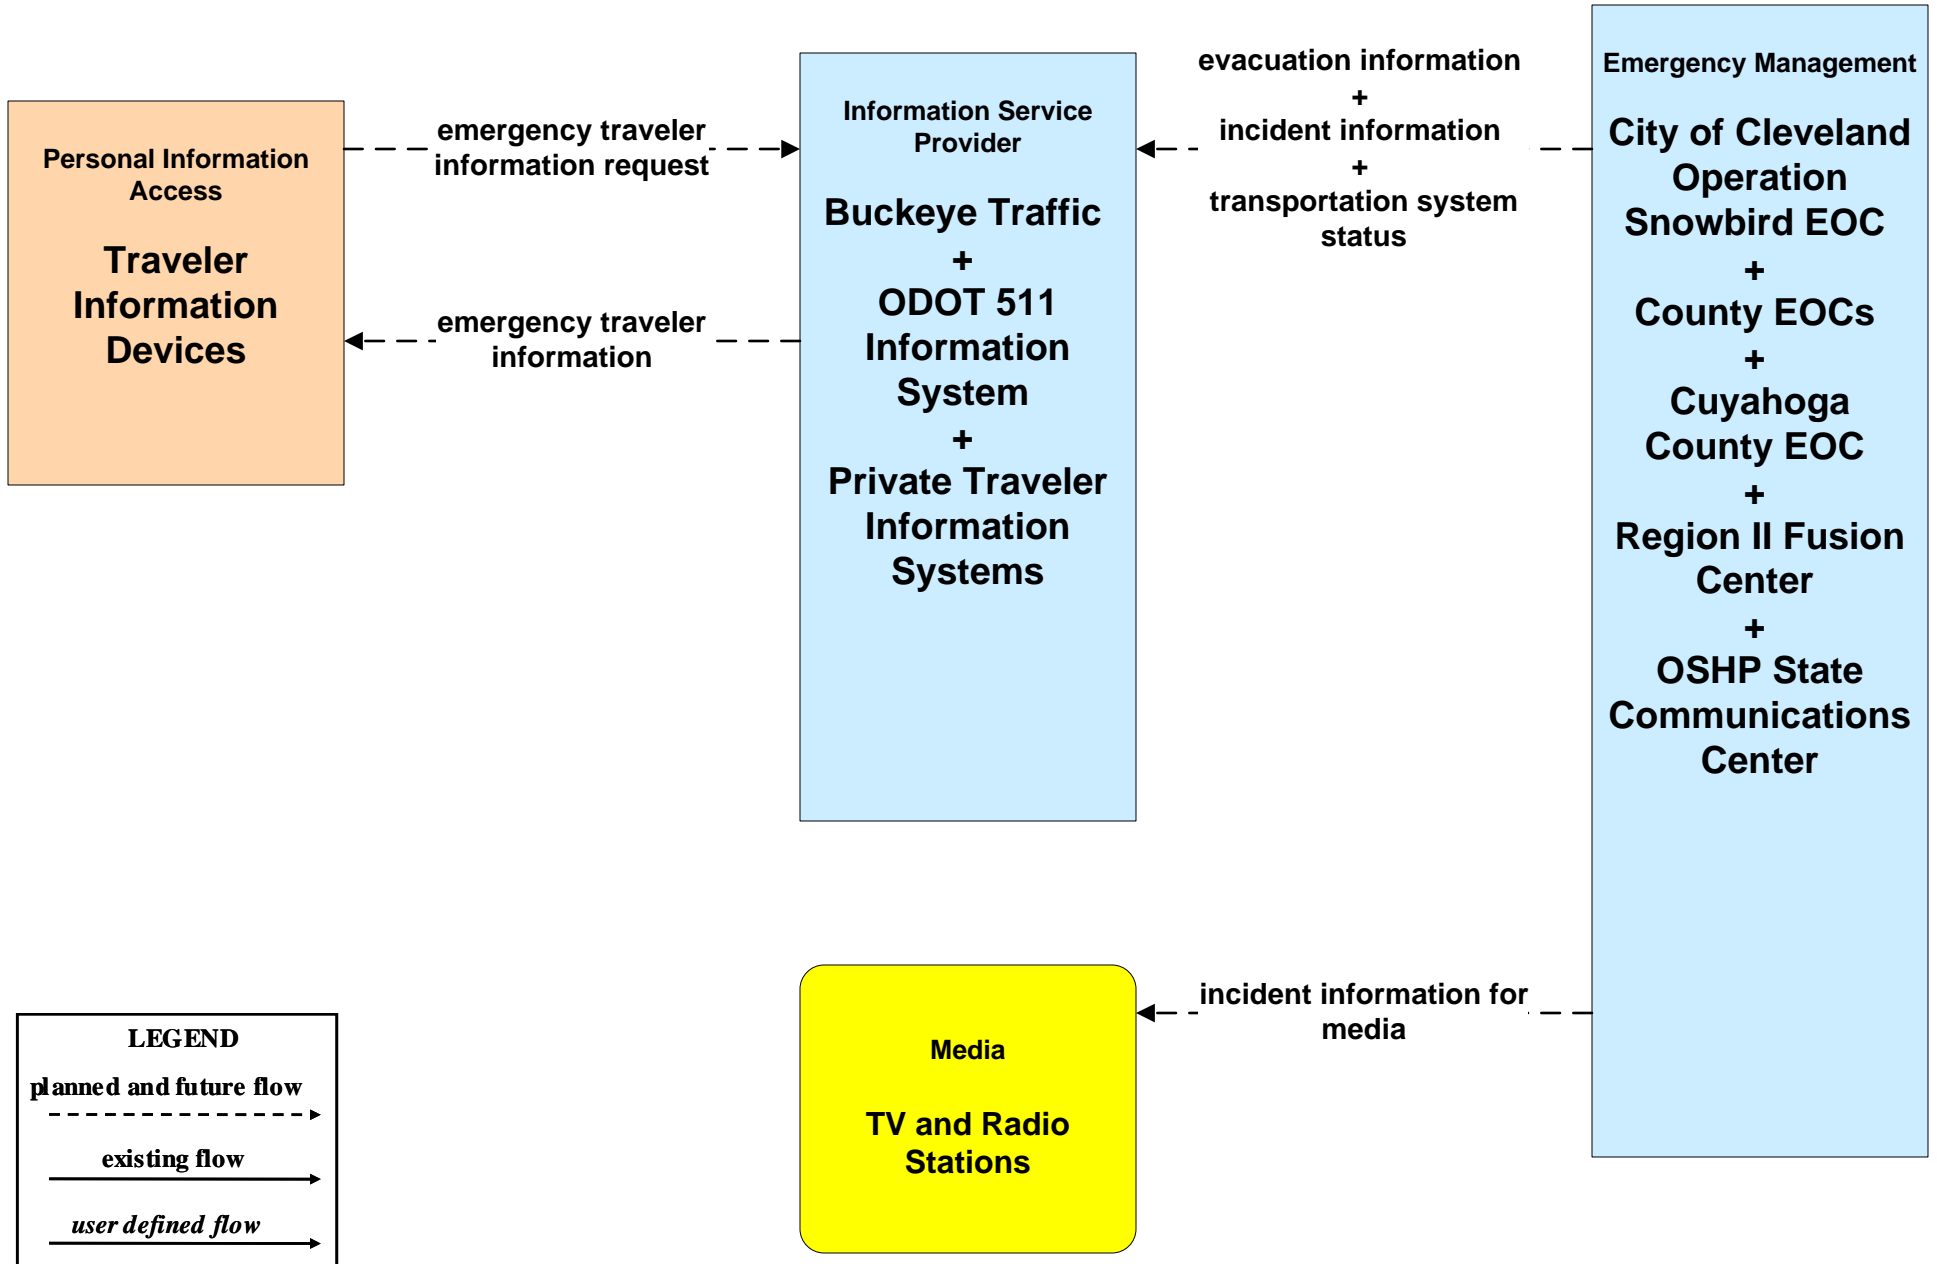 Personal Information
Access
Traveler
Information
Devices
emergency traveler
information request
emergency traveler
information
Information Service
Provider
Buckeye Traffic
+
ODOT 511
Information
System
+
Private Traveler
Information
Systems
evacuation information
+
incident information
+
transportation system
status
Emergency Management
City of Cleveland
Operation
Snowbird EOC
+
County EOCs
+
Cuyahoga
County EOC
+
Region II Fusion
Center
+
OSHP State
Communications
Center
incident information for
media
Media
TV and Radio
Stations
LEGEND
planned and future flow
existing flow
user defined flow